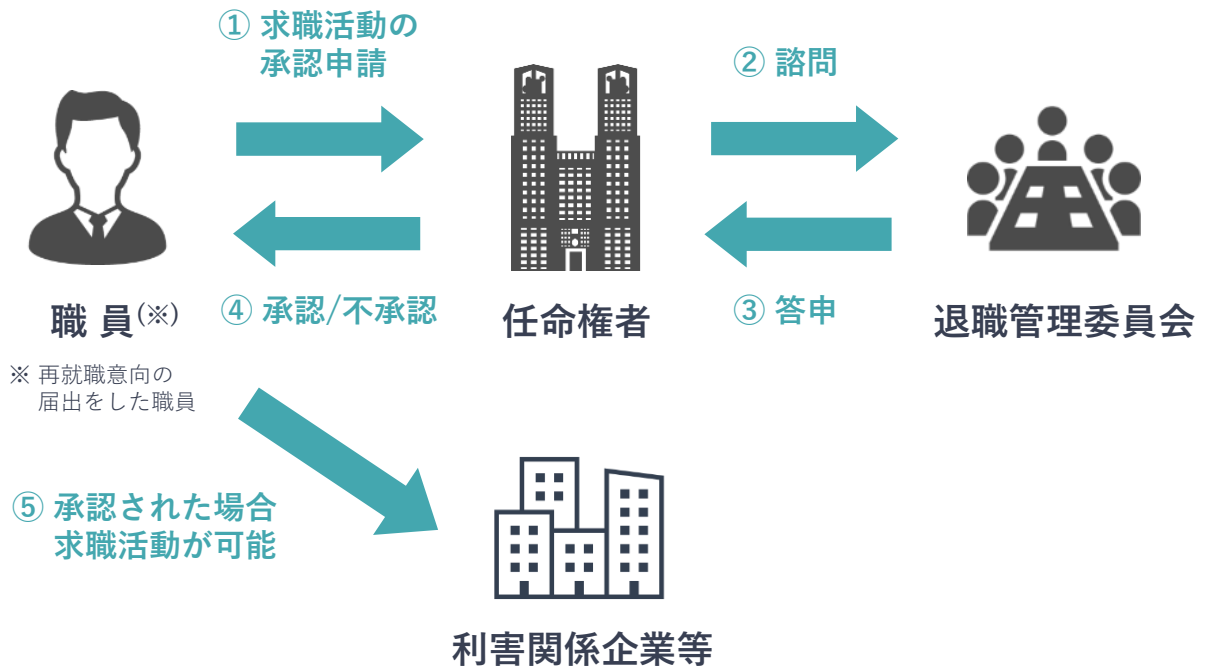 ① 求職活動の
承認申請
② 諮問
職 員(※)
④ 承認/不承認
任命権者
③ 答申
退職管理委員会
※ 再就職意向の
届出をした職員
⑤ 承認された場合
求職活動が可能
利害関係企業等